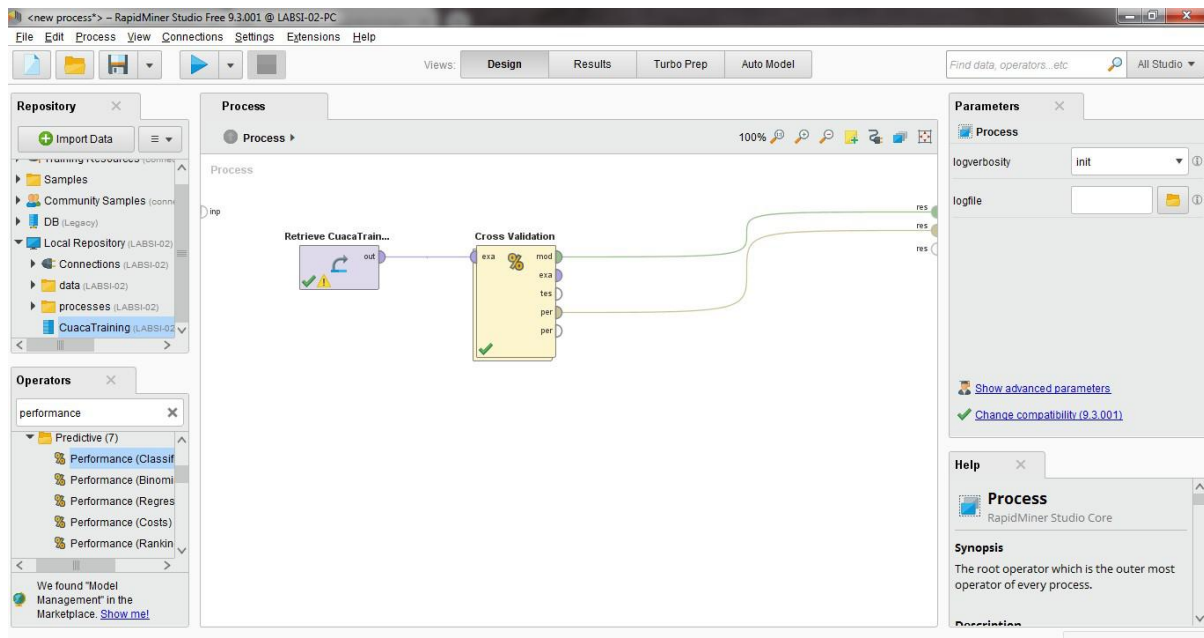 <new process*> – RapidMiner Studio Free 9.3.001 @ LABSI-02-PC
File Edit Process View Connections Settings Extensions Help
Views: Design Results Turbo Prep Auto Model
Find data, operators...etc
All Studio
Repository
Import Data
Training Resources
Samples
Community Samples (conn
DB (Legacy)
Local Repository (LABSI-02)
Connections (LABSI-02)
data (LABSI-02)
processes (LABSI-02)
CuacaTraining (LABSI-02
Operators
performance
Predictive (7)
Performance (Classif
Performance (Binomi
Performance (Regres
Performance (Costs)
Performance (Rankin
We found "Model
Management" in the
Marketplace. Show me!
Process
Process
100%
Process
inp
Retrieve CuacaTrain...
out
Cross Validation
exa mod
exa
tes
per
per
res
res
res
Parameters
Process
logverbosity init
logfile
Show advanced parameters
Change compatibility (9.3.001)
Help
Process
RapidMiner Studio Core
Synopsis
The root operator which is the outer most
operator of every process.
Description